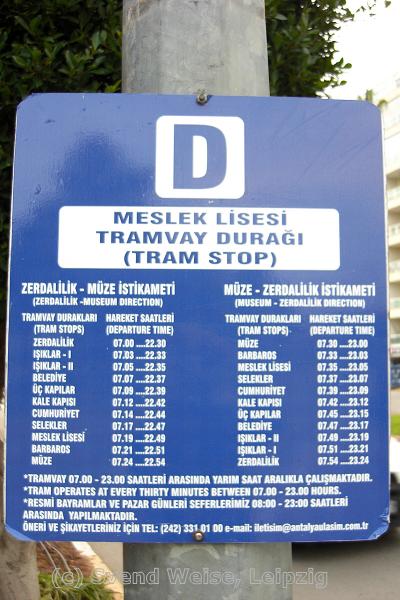 D
MESLEK LİSESİ
TRAMVAY DURAĞI
(TRAM STOP)
ZERDALİLİK - MÜZE İSTİKAMETİ
(ZERDALİLİK -MUSEUM DIRECTION)
TRAMVAY DURAKLARI HAREKET SAATLERİ
(TRAM STOPS) (DEPARTURE TIME)
ZERDALİLİK 07.00 ...22.30
IŞIKLAR - I 07.03 ...22.33
IŞIKLAR - II 07.05 ...22.35
BELEDİYE 07.07 ...22.37
ÜÇ KAPILAR 07.09 ...22.39
KALE KAPISI 07.12 ...22.42
CUMHURİYET 07.14 ...22.44
SELEKLER 07.17 ...22.47
MESLEK LİSESİ 07.19 ...22.49
BARBAROS 07.21 ...22.51
MÜZE 07.24 ...22.54
MÜZE - ZERDALİLİK İSTİKAMETİ
(MUSEUM - ZERDALİLİK DIRECTION)
TRAMVAY DURAKLARI HAREKET SAATLERİ
(TRAM STOPS) (DEPARTURE TIME)
MÜZE 07.30 ...23.00
BARBAROS 07.33 ...23.03
MESLEK LİSESİ 07.35 ...23.05
SELEKLER 07.37 ...23.07
CUMHURİYET 07.39 ...23.09
KALE KAPISI 07.42 ...23.12
ÜÇ KAPILAR 07.45 ...23.15
BELEDİYE 07.47 ...23.17
IŞIKLAR - II 07.49 ...23.19
IŞIKLAR - I 07.51 ...23.21
ZERDALİLİK 07.54 ...23.24
*TRAMVAY 07.00 - 23.00 SAATLERİ ARASINDA YARIM SAAT ARALIKLA ÇALIŞMAKTADIR.
*TRAM OPERATES AT EVERY THIRTY MINUTES BETWEEN 07.00 - 23.00 HOURS.
*RESMİ BAYRAMLAR VE PAZAR GÜNLERİ SEFERLERİMİZ 08:00 - 23:00 SAATLERİ
ARASINDA YAPILMAKTADIR.
ÖNERİ VE ŞİKAYETLERİNİZ İÇİN TEL: (242) 331 01 00 e-mail: iletisim@antalyaulasim.com.tr
(c) Svend Weise, Leipzig